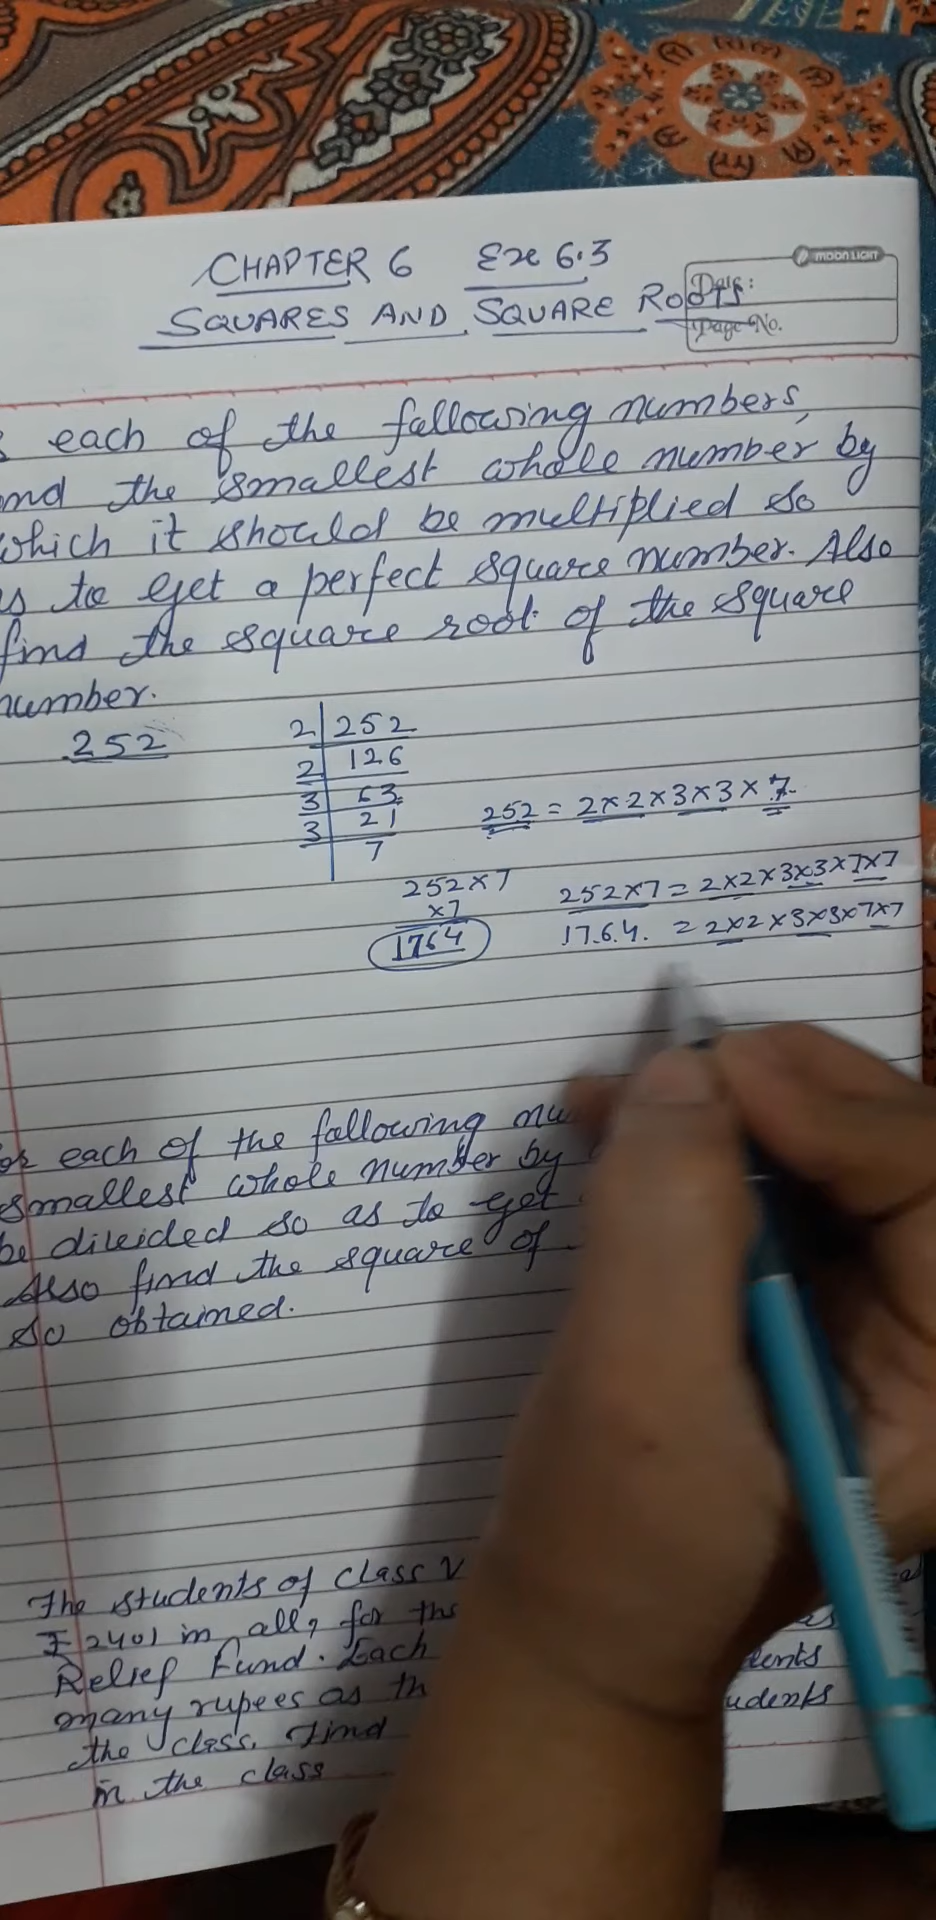 CHAPTER 6 Exe 6.3
SQUARES AND SQUARE ROOTS
MOONLIGHT
Date:
Page No.
each of the following numbers,
the smallest whole number by
which it should be multiplied so
to get a perfect square number. Also
find the square root of the square
number.
252
2 252
2 126
3 63
3 21
7
252 = 2×2×3×3×7
252×7
×7
1764
252×7 = 2×2×3×3×7×7
1764 = 2×2×3×3×7×7
each of the following
smallest whole number by
be divided so as to get
Also find the square of
so obtained.
The students of class V
₹2401 in all, for the
Relief Fund. Each
many rupees as th
the class. Find
in the class